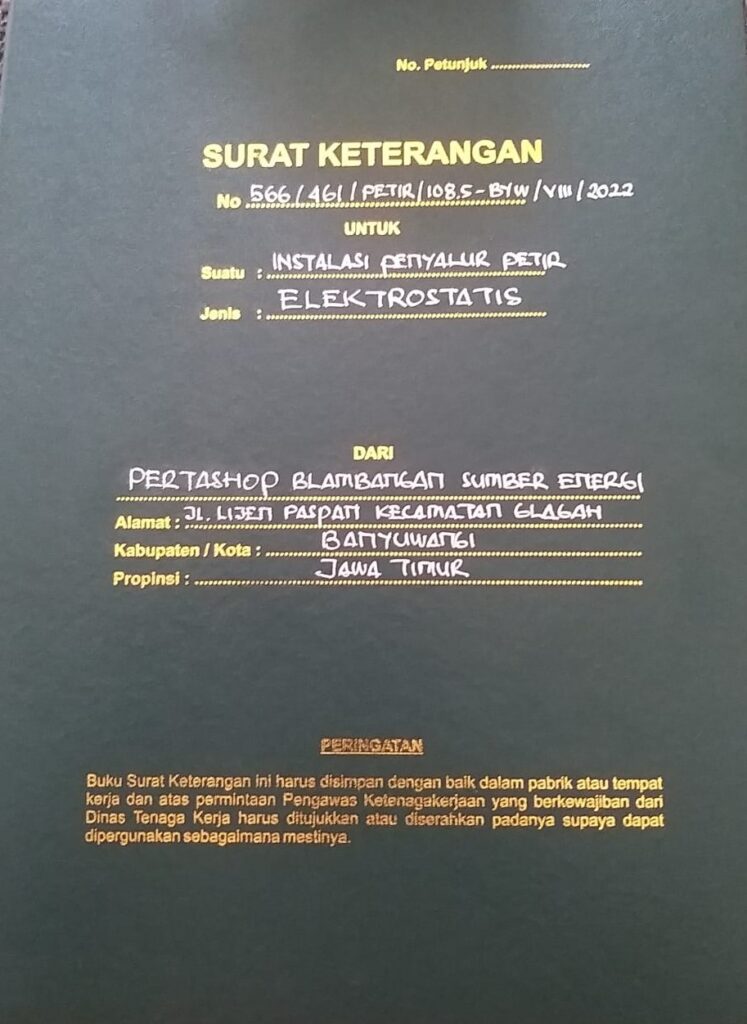 No. Petunjuk ........................
SURAT KETERANGAN
No 566/461/PETIR/108.5-BYW/VIII/2022
UNTUK
Suatu : INSTALASI PENYALUR PETIR
Jenis : ELEKTROSTATIS
DARI
PERTASHOP BLAMBANGAN SUMBER ENERGI
Alamat : JL. LIJEN PASPAN KECAMATAN GLAGAH
Kabupaten / Kota : BANYUWANGI
Propinsi : JAWA TIMUR
PERINGATAN
Buku Surat Keterangan ini harus disimpan dengan baik dalam pabrik atau tempat
kerja dan atas permintaan Pengawas Ketenagakerjaan yang berkewajiban dari
Dinas Tenaga Kerja harus ditujukkan atau diserahkan padanya supaya dapat
dipergunakan sebagaimana mestinya.